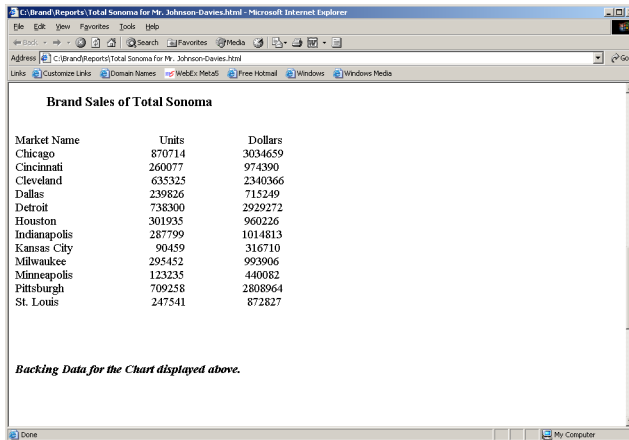 C:\Brand\Reports\Total Sonoma for Mr. Johnson-Davies.html - Microsoft Internet Explorer
File Edit View Favorites Tools Help
Back Search Favorites Media
Address C:\Brand\Reports\Total Sonoma for Mr. Johnson-Davies.html Go
Links Customize Links Domain Names WebEx Meta5 Free Hotmail Windows Windows Media
Brand Sales of Total Sonoma
Market Name Units Dollars
Chicago 870714 3034659
Cincinnati 260077 974390
Cleveland 635325 2340366
Dallas 239826 715249
Detroit 738300 2929272
Houston 301935 960226
Indianapolis 287799 1014813
Kansas City 90459 316710
Milwaukee 295452 993906
Minneapolis 123235 440082
Pittsburgh 709258 2808964
St. Louis 247541 872827
Backing Data for the Chart displayed above.
Done My Computer